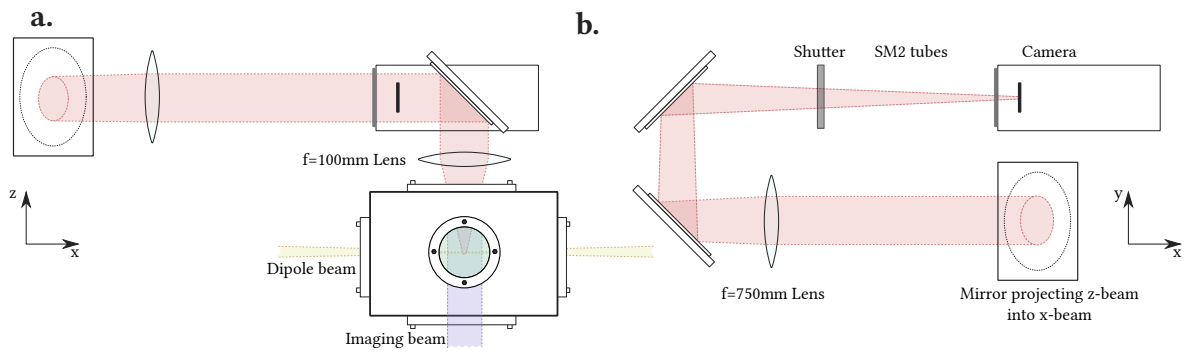 a.
f=100mm Lens
z
x
Dipole beam
Imaging beam
b.
Shutter
SM2 tubes
Camera
f=750mm Lens
Mirror projecting z-beam
into x-beam
y
x